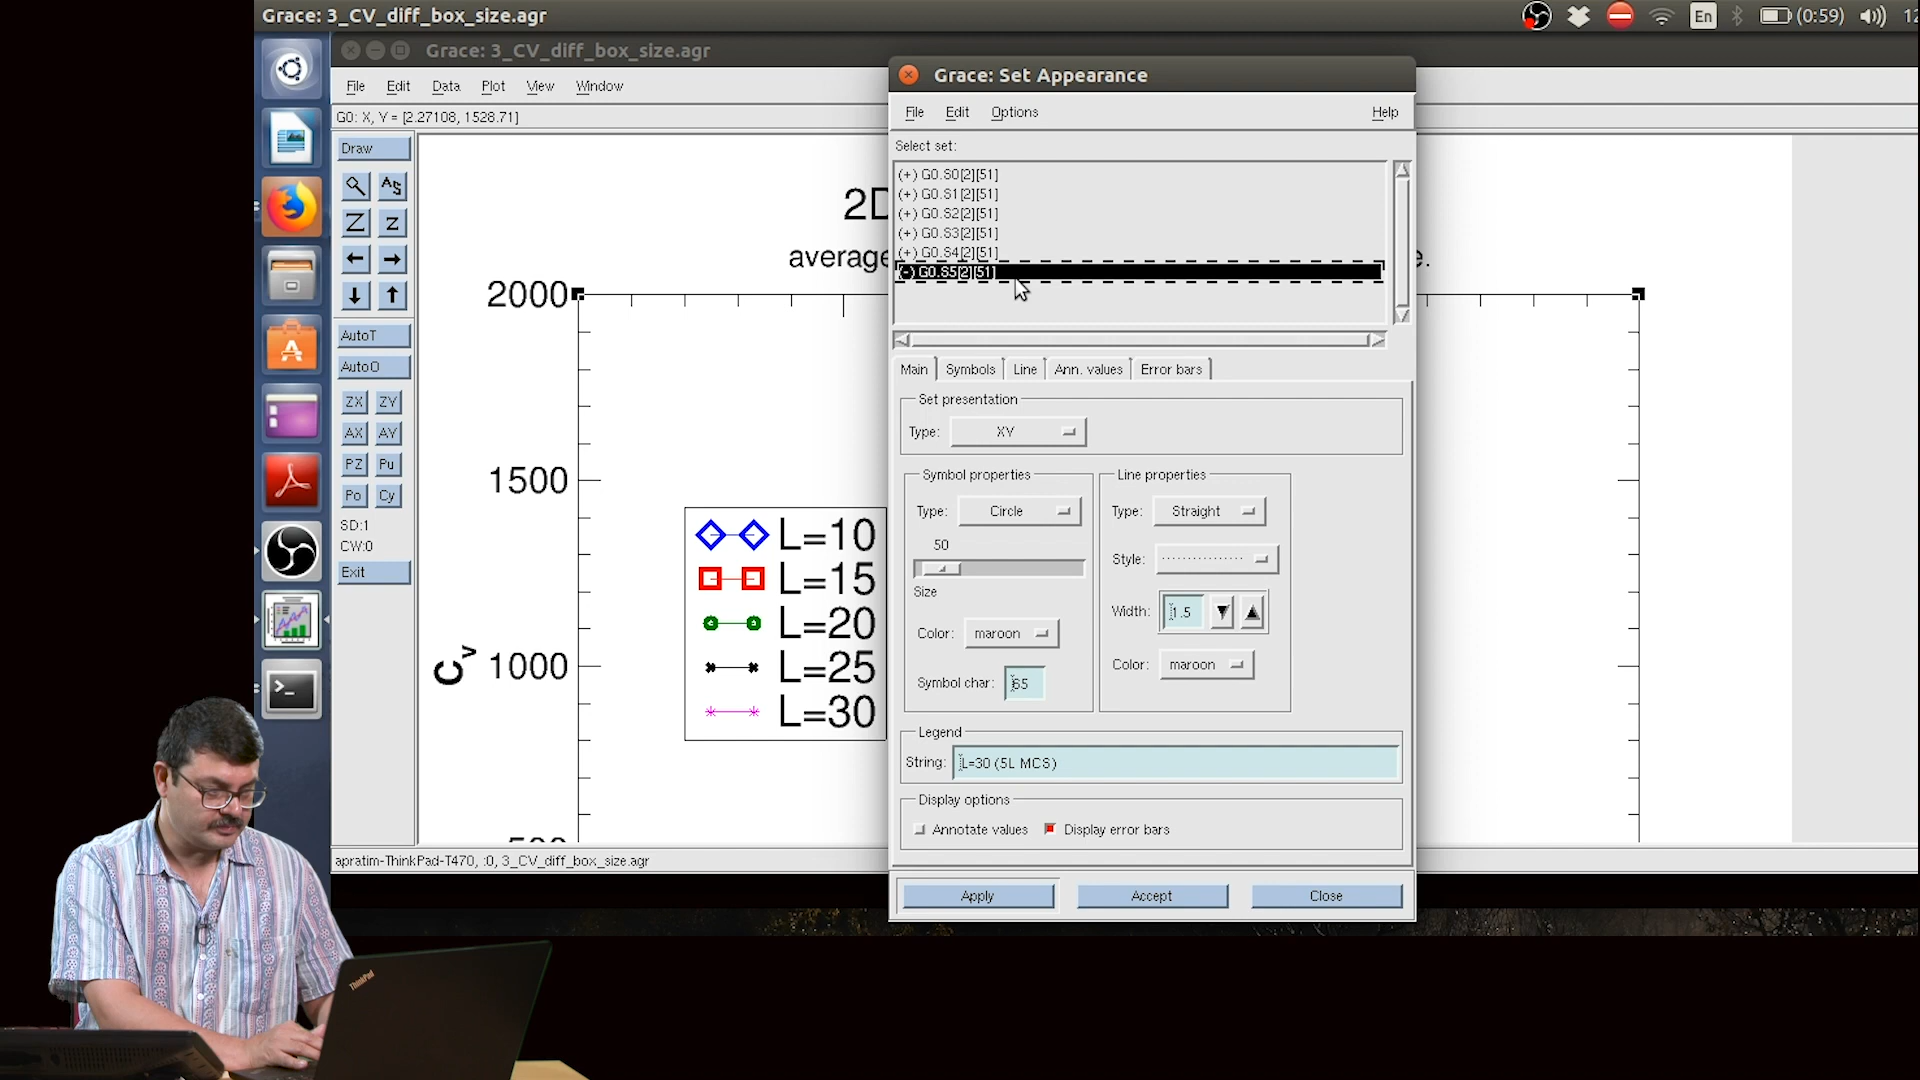 Grace: 3_CV_diff_box_size.agr
En
(0:59)
12
Grace: 3_CV_diff_box_size.agr
File Edit Data Plot View Window
G0: X, Y = [2.27108, 1528.71]
Draw
AutoT
AutoO
ZX ZY
AX AY
PZ Pu
Po Cy
SD:1
CW:0
Exit
2D
average
e.
2000
1500
1000
500
Cv
L=10
L=15
L=20
L=25
L=30
apratim-ThinkPad-T470, :0, 3_CV_diff_box_size.agr
Grace: Set Appearance
File Edit Options Help
Select set:
(+) G0.S0[2][51]
(+) G0.S1[2][51]
(+) G0.S2[2][51]
(+) G0.S3[2][51]
(+) G0.S4[2][51]
(-) G0.S5[2][51]
Main Symbols Line Ann. values Error bars
Set presentation
Type: XY
Symbol properties
Type: Circle
50
Size
Color: maroon
Symbol char: 65
Line properties
Type: Straight
Style:
Width: 1.5
Color: maroon
Legend
String: L=30 (5L MCS)
Display options
Annotate values Display error bars
Apply Accept Close
ThinkPad